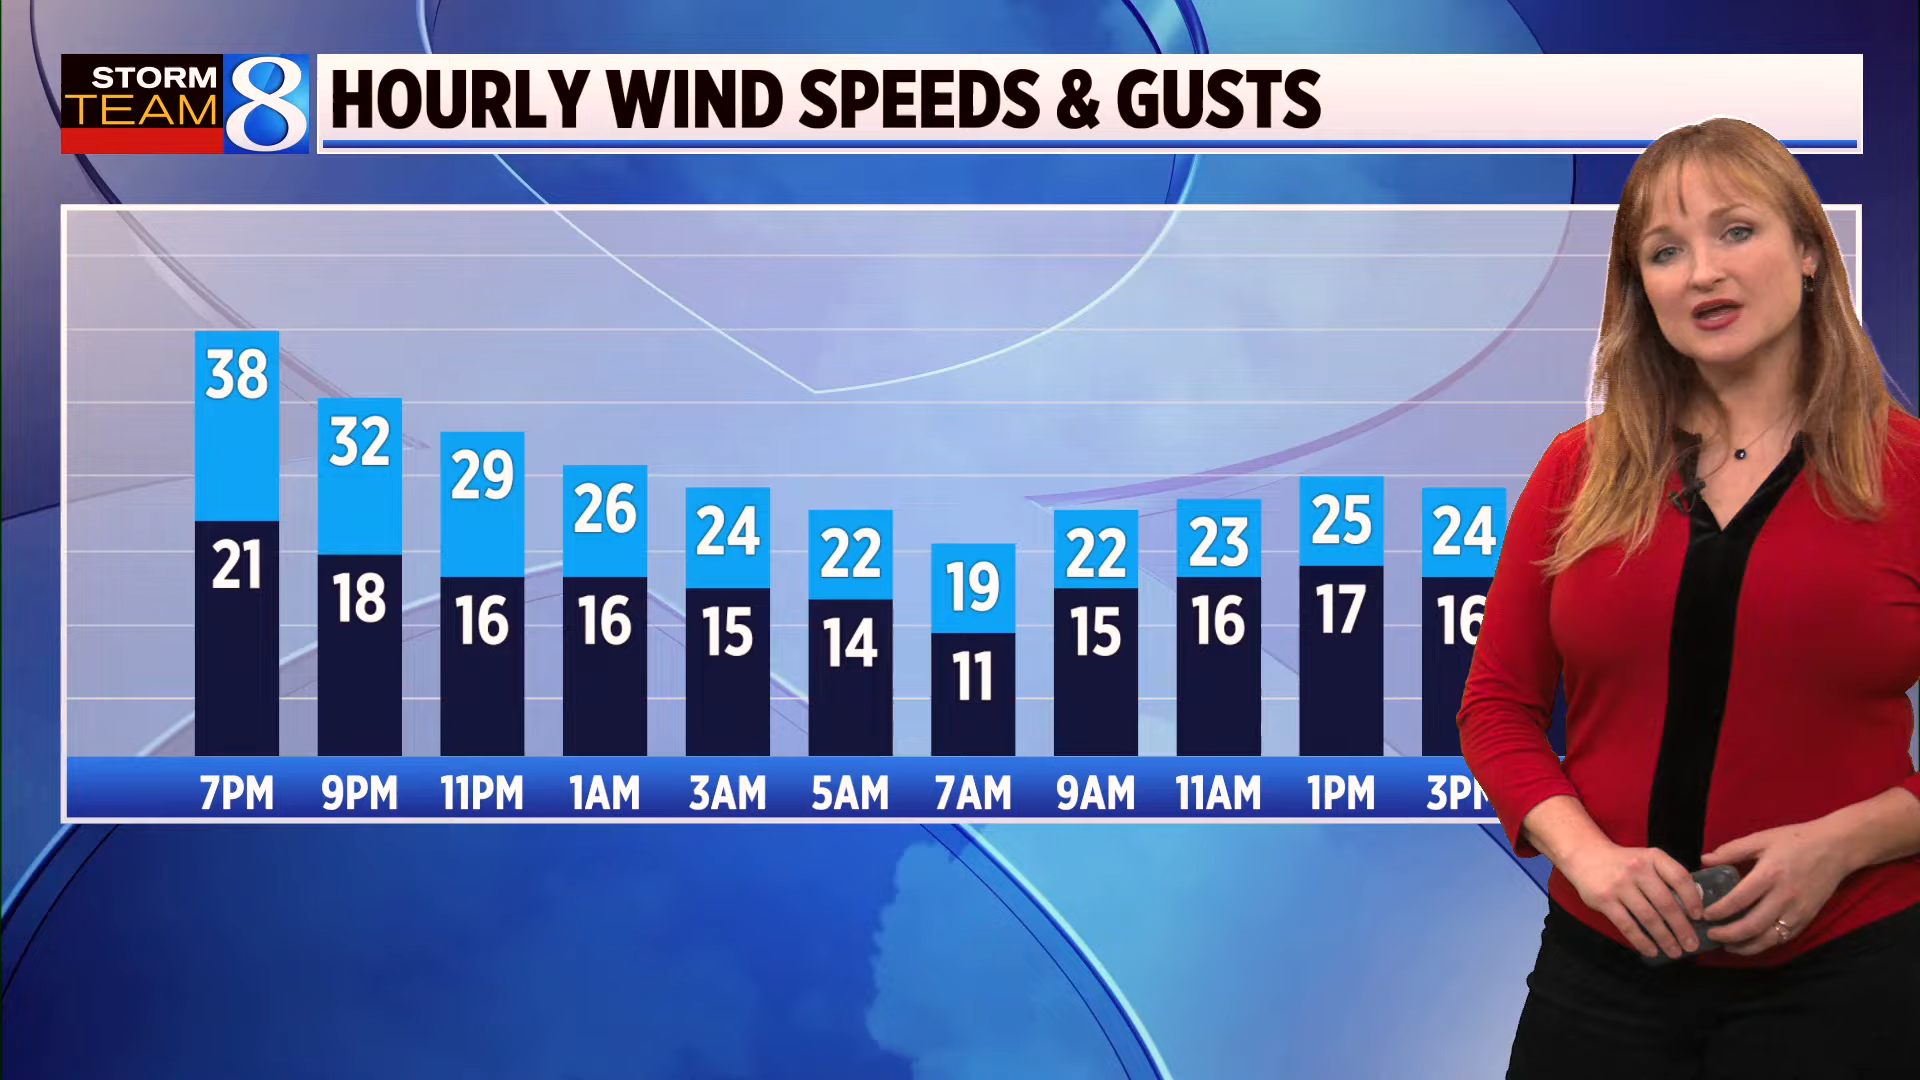 STORM
TEAM
8
HOURLY WIND SPEEDS & GUSTS
38 32 29 26 24 22 19 22 23 25 24
21 18 16 16 15 14 11 15 16 17 16
7PM 9PM 11PM 1AM 3AM 5AM 7AM 9AM 11AM 1PM 3PM